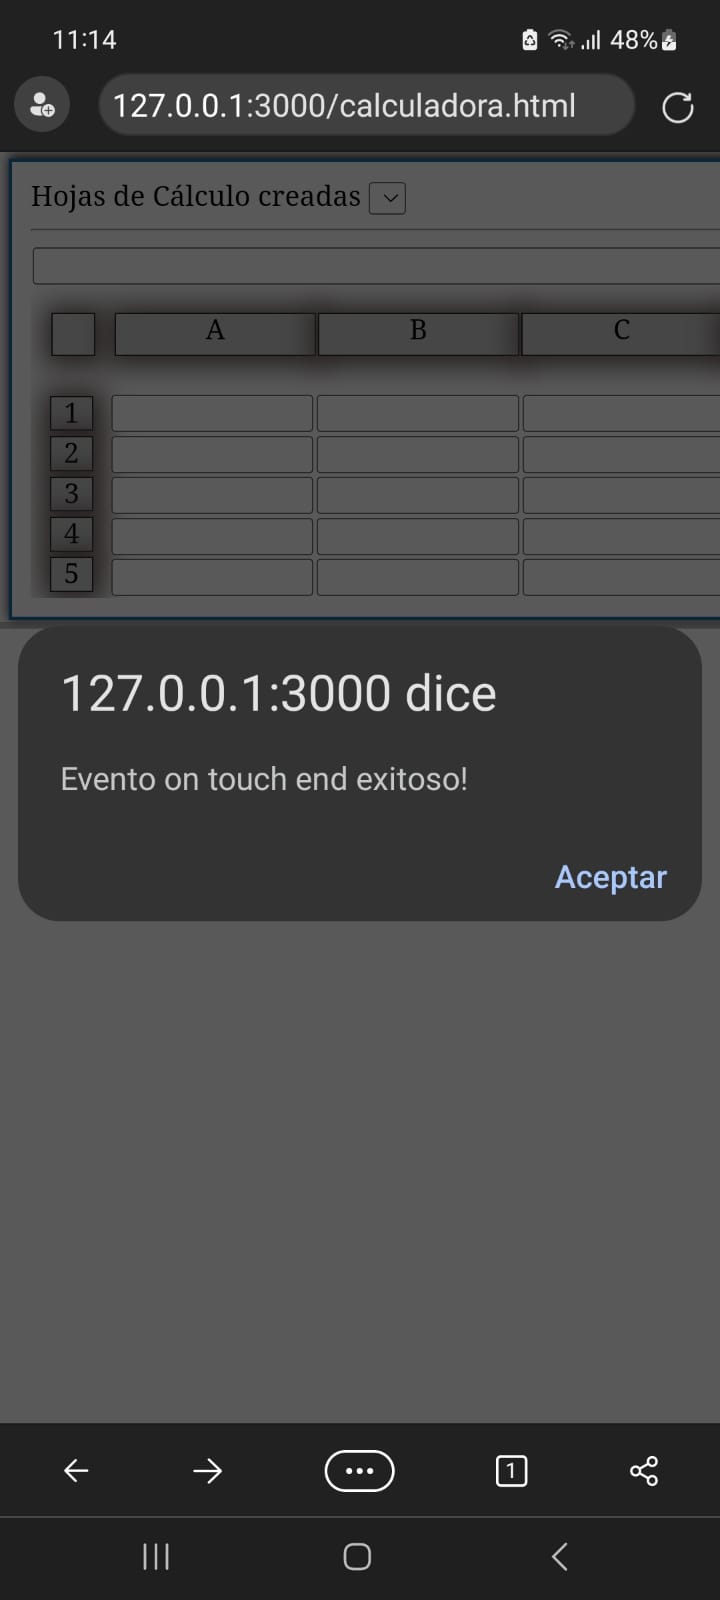 11:14 48%
127.0.0.1:3000/calculadora.html
Hojas de Cálculo creadas
A B C
1
2
3
4
5
127.0.0.1:3000 dice
Evento on touch end exitoso!
Aceptar
1